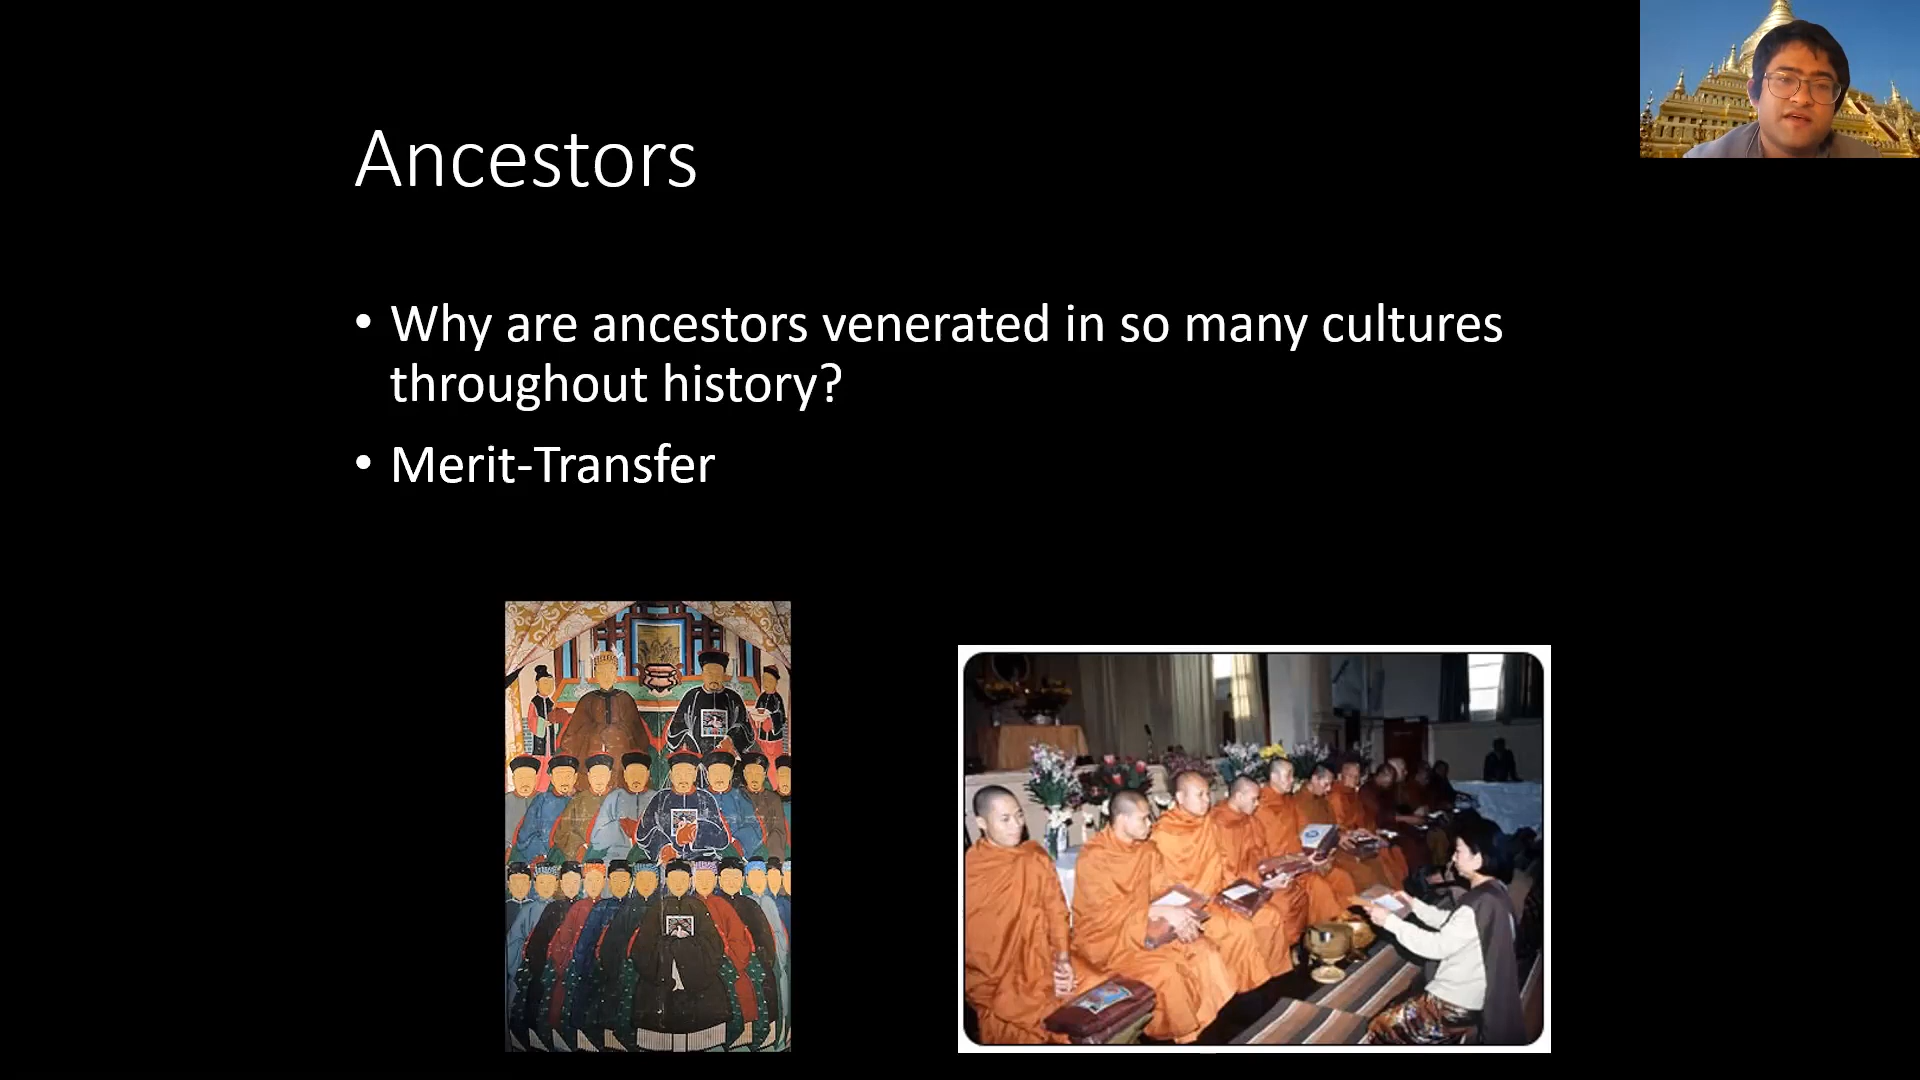 Ancestors
• Why are ancestors venerated in so many cultures
throughout history?
• Merit-Transfer